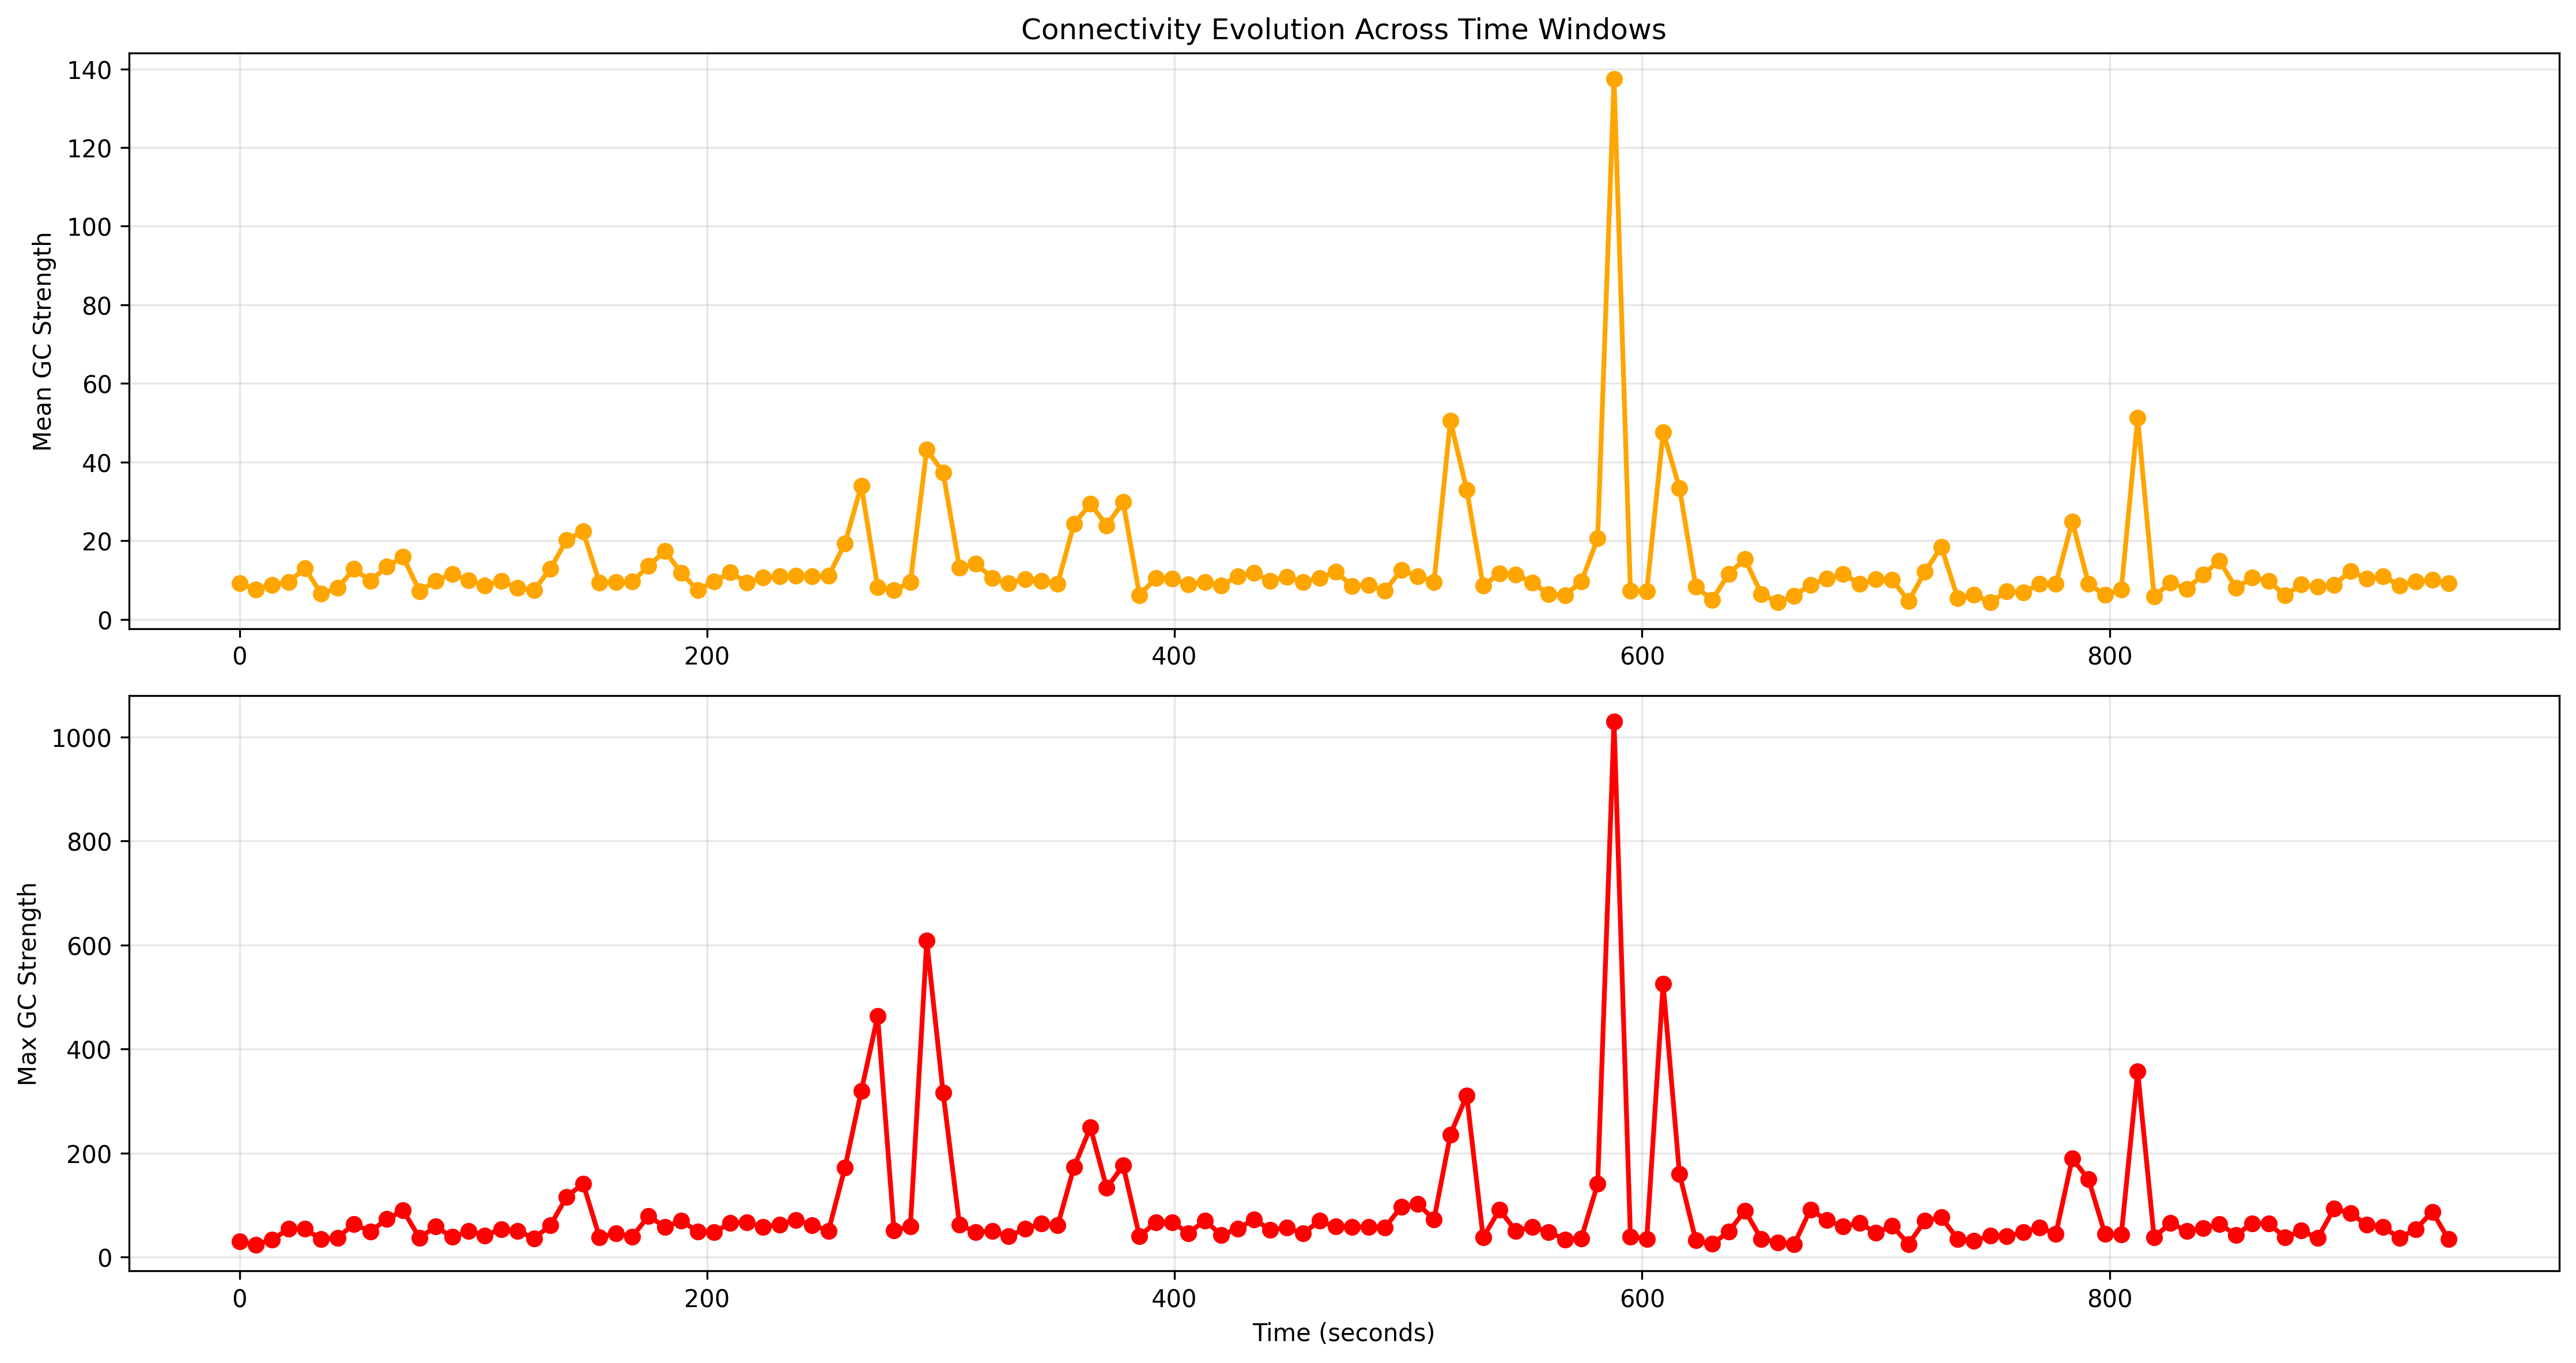 Connectivity Evolution Across Time Windows
Mean GC Strength
140
120
100
80
60
40
20
0
0 200 400 600 800
Max GC Strength
1000
800
600
400
200
0
0 200 400 600 800
Time (seconds)